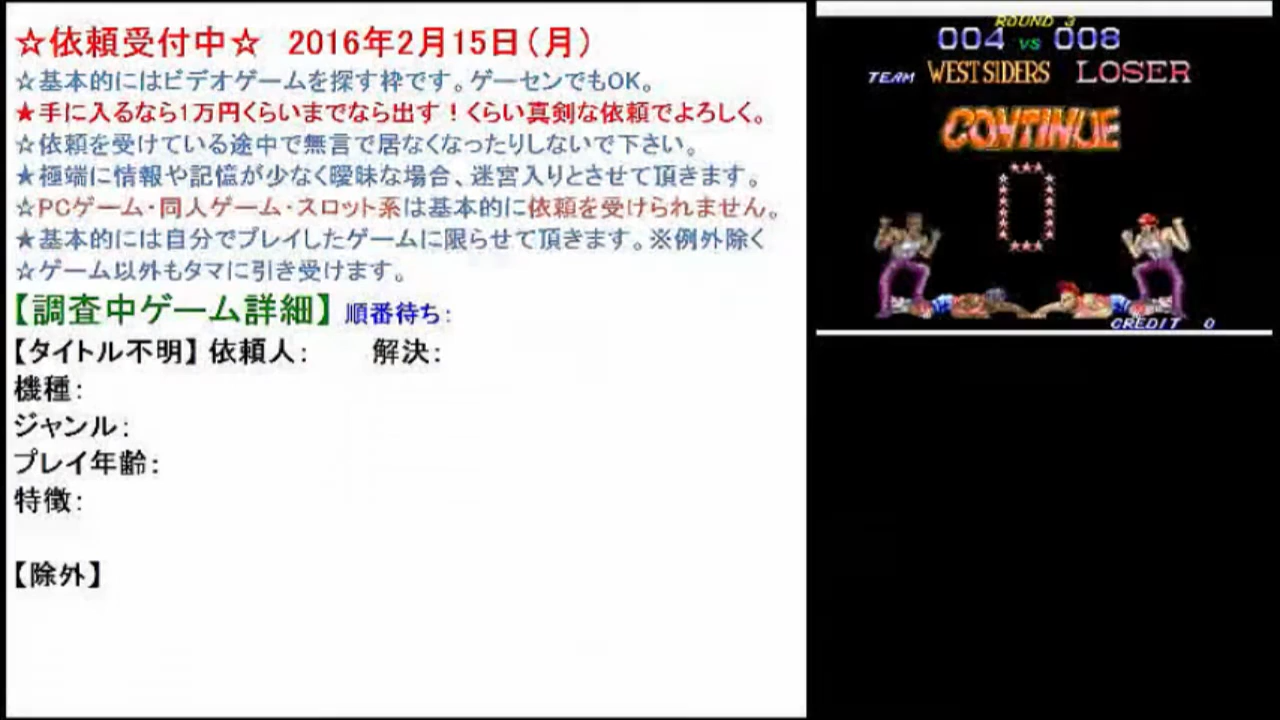 ☆依頼受付中☆ 2016年2月15日(月)
☆基本的にはビデオゲームを探す枠です。ゲーセンでもOK。
★手に入るなら1万円くらいまでなら出す!くらい真剣な依頼でよろしく。
☆依頼を受けている途中で無言で居なくなったりしないで下さい。
★極端に情報や記憶が少なく曖昧な場合、迷宮入りとさせて頂きます。
☆PCゲーム・同人ゲーム・スロット系は基本的に依頼を受けられません。
★基本的には自分でプレイしたゲームに限らせて頂きます。※例外除く
☆ゲーム以外もタマに引き受けます。
【調査中ゲーム詳細】 順番待ち:
【タイトル不明】 依頼人: 解決:
機種:
ジャンル:
プレイ年齢:
特徴:
【除外】
ROUND 3
004 VS 008
TEAM WEST SIDERS LOSER
CONTINUE
0
CREDIT 0